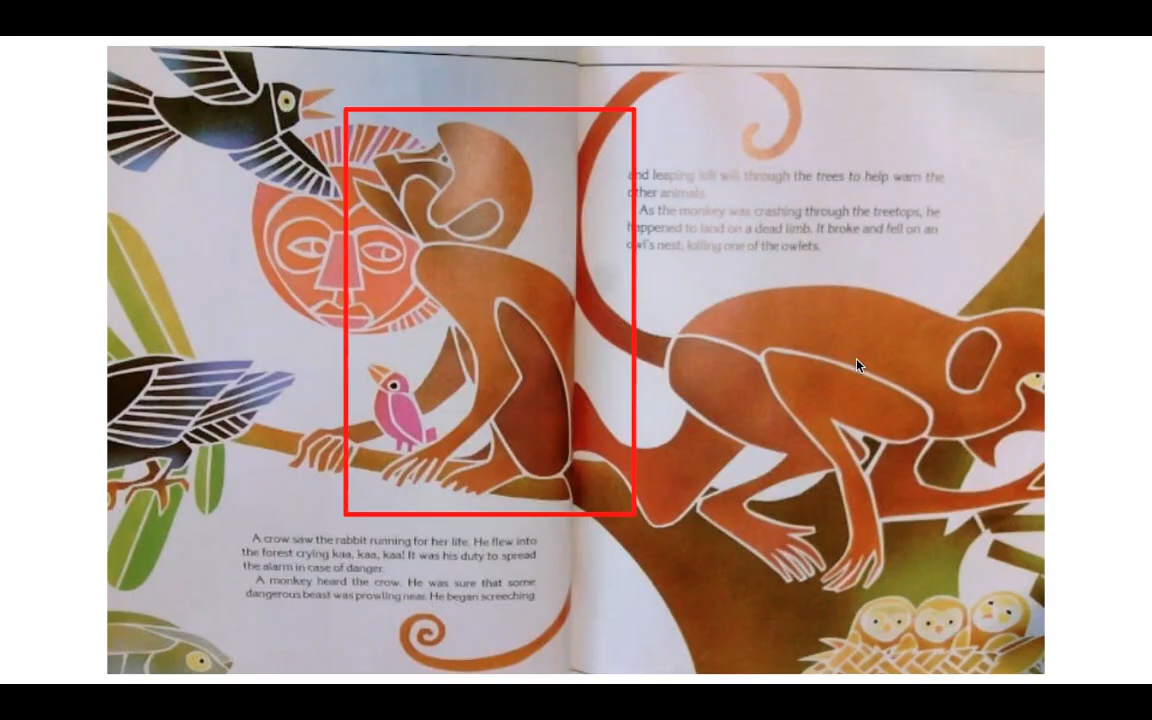 A crow saw the rabbit running for her life. He flew into
the forest crying kaa, kaa, kaa! It was his duty to spread
the alarm in case of danger.
A monkey heard the crow. He was sure that some
dangerous beast was prowling near. He began screeching
and leaping kili wili through the trees to help warn the
other animals.
As the monkey was crashing through the treetops, he
happened to land on a dead limb. It broke and fell on an
owl's nest, killing one of the owlets.